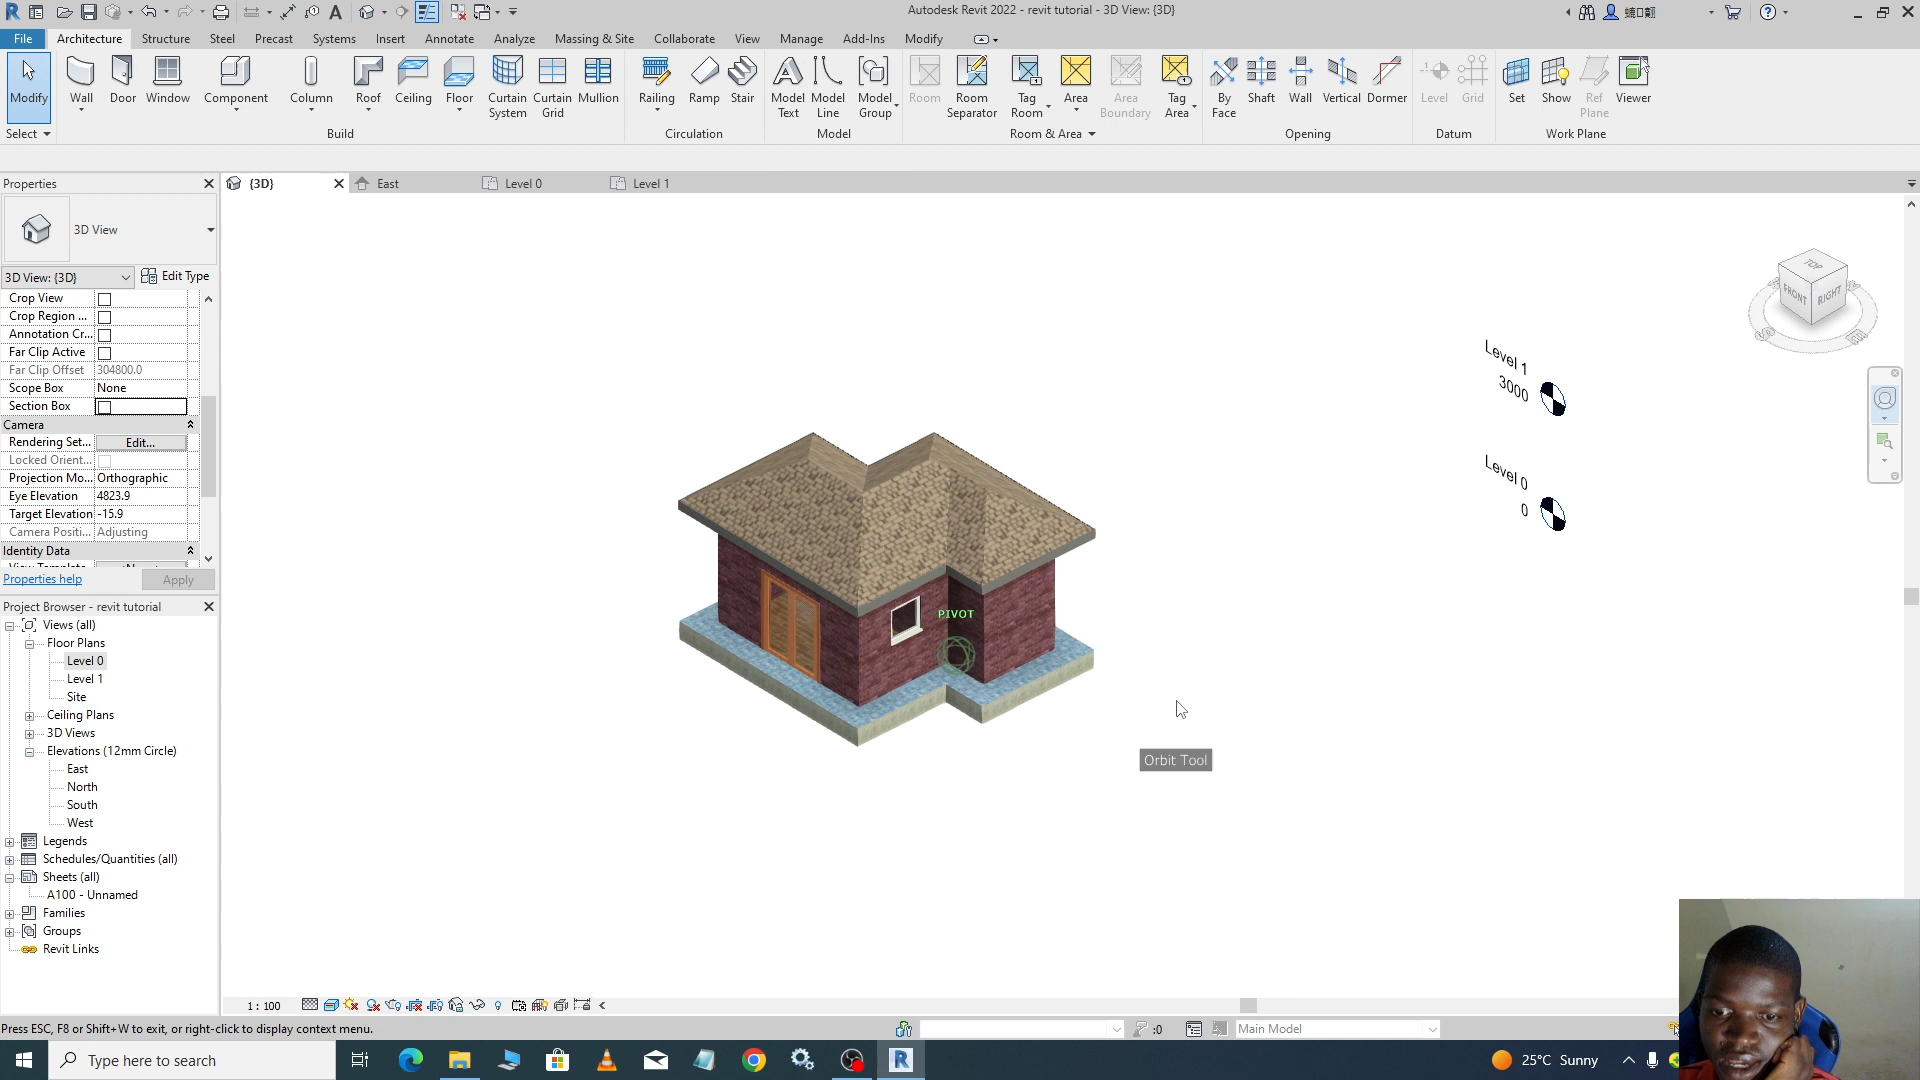 Autodesk Revit 2022 - revit tutorial - 3D View: {3D}
File Architecture Structure Steel Precast Systems Insert Annotate Analyze Massing & Site Collaborate View Manage Add-Ins Modify
Modify Wall Door Window Component Column Roof Ceiling Floor Curtain System Curtain Grid Mullion Railing Ramp Stair Model Text Model Line Model Group Room Room Separator Tag Room Area Area Boundary Tag Area By Face Shaft Wall Vertical Dormer Level Grid Set Show Ref Plane Viewer
Select Build Circulation Model Room & Area Opening Datum Work Plane
Properties
{3D} East Level 0 Level 1
3D View
3D View: {3D} Edit Type
Crop View
Crop Region ...
Annotation Cr...
Far Clip Active
Far Clip Offset 304800.0
Scope Box None
Section Box
Camera
Rendering Set... Edit...
Locked Orient...
Projection Mo... Orthographic
Eye Elevation 4823.9
Target Elevation -15.9
Camera Positi... Adjusting
Identity Data
Properties help Apply
Project Browser - revit tutorial
Views (all)
Floor Plans
Level 0
Level 1
Site
Ceiling Plans
3D Views
Elevations (12mm Circle)
East
North
South
West
Legends
Schedules/Quantities (all)
Sheets (all)
A100 - Unnamed
Families
Groups
Revit Links
TOP
FRONT RIGHT
Level 1
3000
Level 0
0
PIVOT
Orbit Tool
1 : 100
Press ESC, F8 or Shift+W to exit, or right-click to display context menu.
:0
Main Model
Type here to search
25°C Sunny